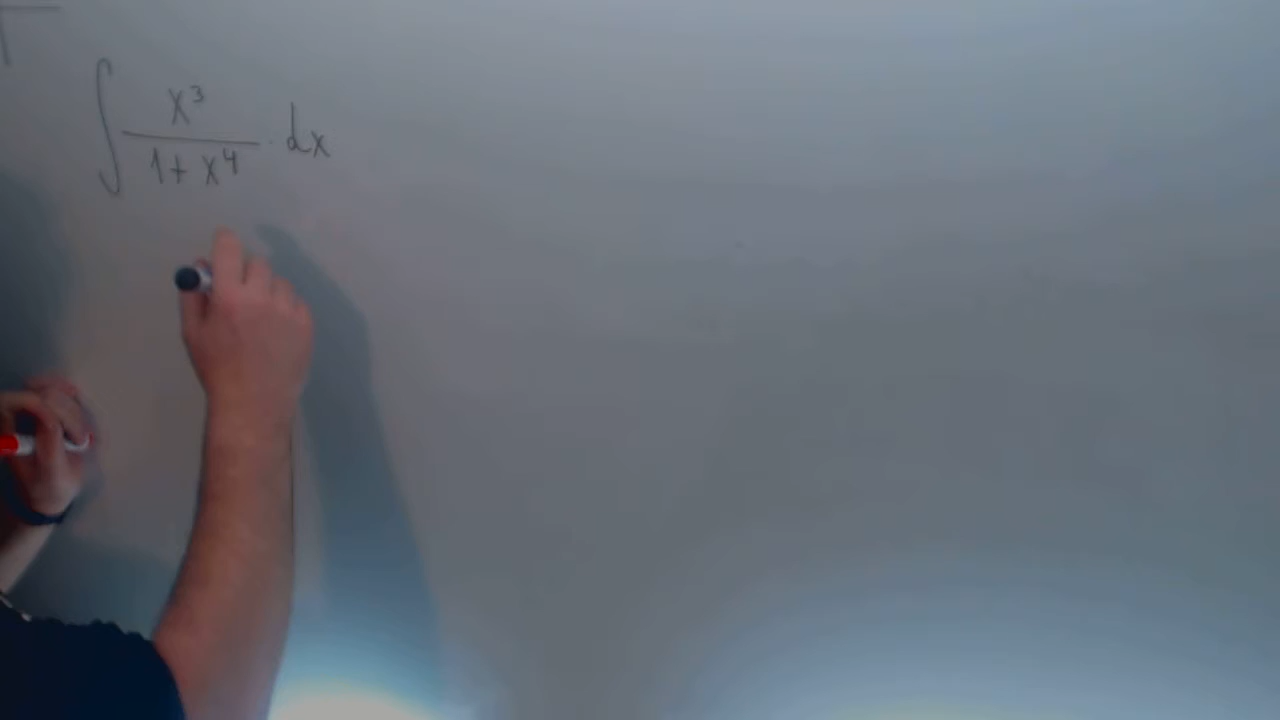 ∫ x³/(1+x⁴) · dx